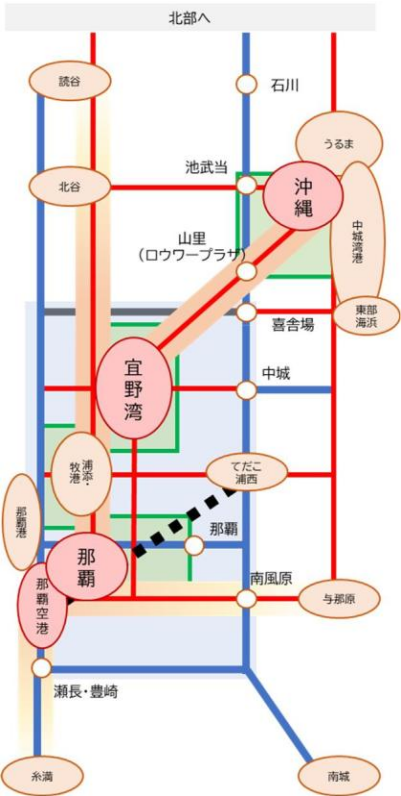 北部へ
読谷
石川
うるま
池武当
北谷
沖縄
山里
（ロウワープラザ）
中城湾港
喜舎場
東部
海浜
宜野湾
中城
浦添・
牧港
てだこ
浦西
那覇港
那覇
那覇
南風原
那覇空港
与那原
瀬長・豊崎
糸満
南城